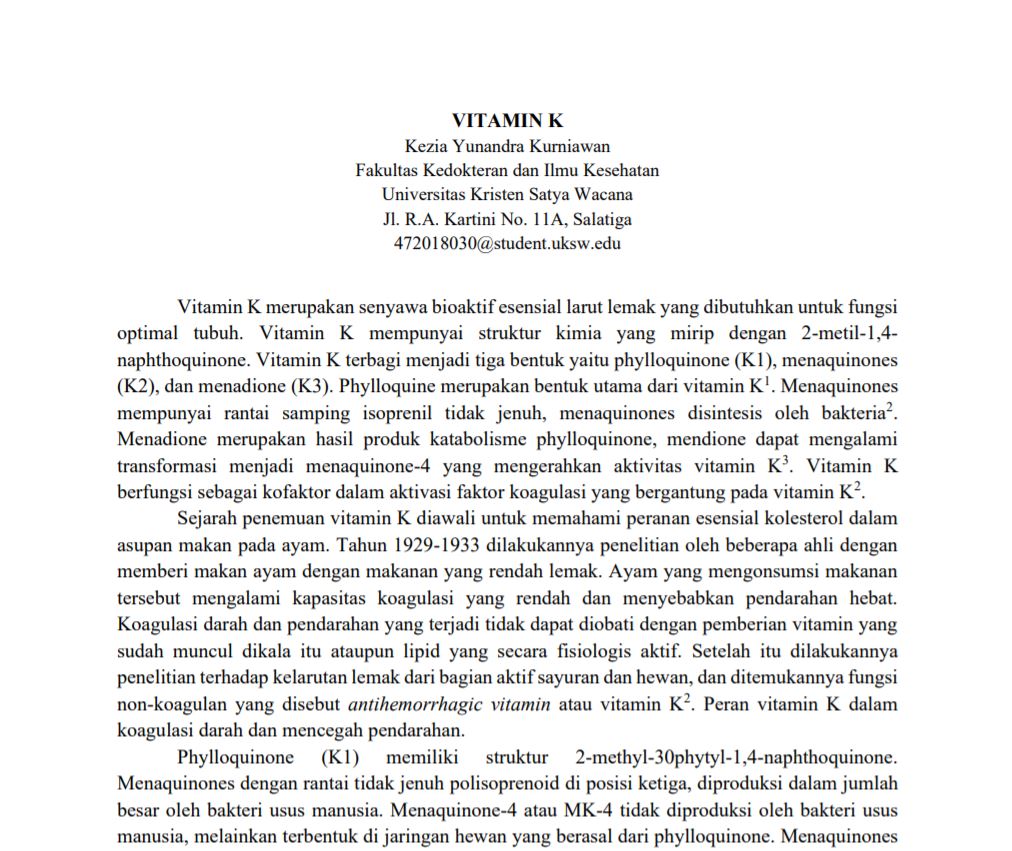 VITAMIN K
Kezia Yunandra Kurniawan
Fakultas Kedokteran dan Ilmu Kesehatan
Universitas Kristen Satya Wacana
Jl. R.A. Kartini No. 11A, Salatiga
472018030@student.uksw.edu
Vitamin K merupakan senyawa bioaktif esensial larut lemak yang dibutuhkan untuk fungsi
optimal tubuh. Vitamin K mempunyai struktur kimia yang mirip dengan 2-metil-1,4-
naphthoquinone. Vitamin K terbagi menjadi tiga bentuk yaitu phylloquinone (K1), menaquinones
(K2), dan menadione (K3). Phylloquine merupakan bentuk utama dari vitamin K¹. Menaquinones
mempunyai rantai samping isoprenil tidak jenuh, menaquinones disintesis oleh bakteria².
Menadione merupakan hasil produk katabolisme phylloquinone, mendione dapat mengalami
transformasi menjadi menaquinone-4 yang mengerahkan aktivitas vitamin K³. Vitamin K
berfungsi sebagai kofaktor dalam aktivasi faktor koagulasi yang bergantung pada vitamin K².
Sejarah penemuan vitamin K diawali untuk memahami peranan esensial kolesterol dalam
asupan makan pada ayam. Tahun 1929-1933 dilakukannya penelitian oleh beberapa ahli dengan
memberi makan ayam dengan makanan yang rendah lemak. Ayam yang mengonsumsi makanan
tersebut mengalami kapasitas koagulasi yang rendah dan menyebabkan pendarahan hebat.
Koagulasi darah dan pendarahan yang terjadi tidak dapat diobati dengan pemberian vitamin yang
sudah muncul dikala itu ataupun lipid yang secara fisiologis aktif. Setelah itu dilakukannya
penelitian terhadap kelarutan lemak dari bagian aktif sayuran dan hewan, dan ditemukannya fungsi
non-koagulan yang disebut antihemorrhagic vitamin atau vitamin K². Peran vitamin K dalam
koagulasi darah dan mencegah pendarahan.
Phylloquinone (K1) memiliki struktur 2-methyl-30phytyl-1,4-naphthoquinone.
Menaquinones dengan rantai tidak jenuh polisoprenoid di posisi ketiga, diproduksi dalam jumlah
besar oleh bakteri usus manusia. Menaquinone-4 atau MK-4 tidak diproduksi oleh bakteri usus
manusia, melainkan terbentuk di jaringan hewan yang berasal dari phylloquinone. Menaquinones